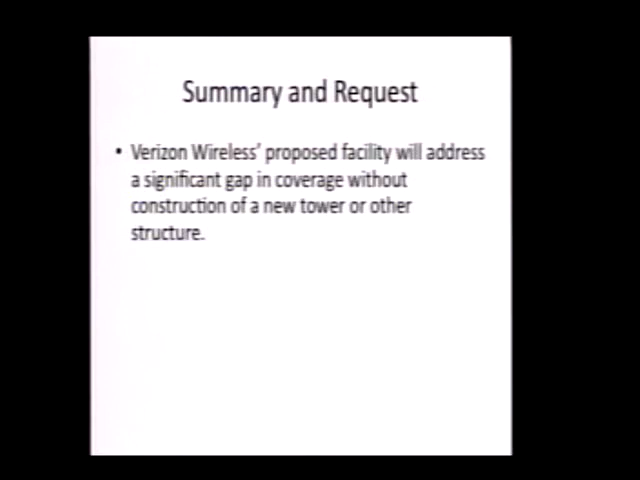 Summary and Request
• Verizon Wireless' proposed facility will address
a significant gap in coverage without
construction of a new tower or other
structure.